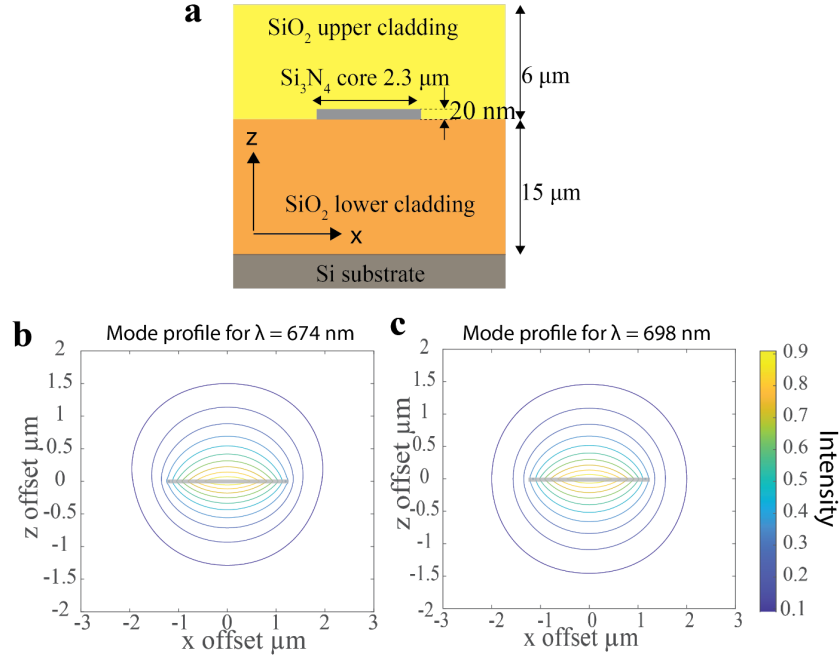 a
SiO2 upper cladding
Si3N4 core 2.3 μm
20 nm
6 μm
z
x
15 μm
SiO2 lower cladding
Si substrate
b
Mode profile for λ = 674 nm
z offset μm
2
1.5
1
0.5
0
-0.5
-1
-1.5
-2
-3
-2
-1
0
1
2
3
x offset μm
c
Mode profile for λ = 698 nm
z offset μm
2
1.5
1
0.5
0
-0.5
-1
-1.5
-2
-3
-2
-1
0
1
2
3
x offset μm
0.9
0.8
0.7
0.6
0.5
0.4
0.3
0.2
0.1
Intensity